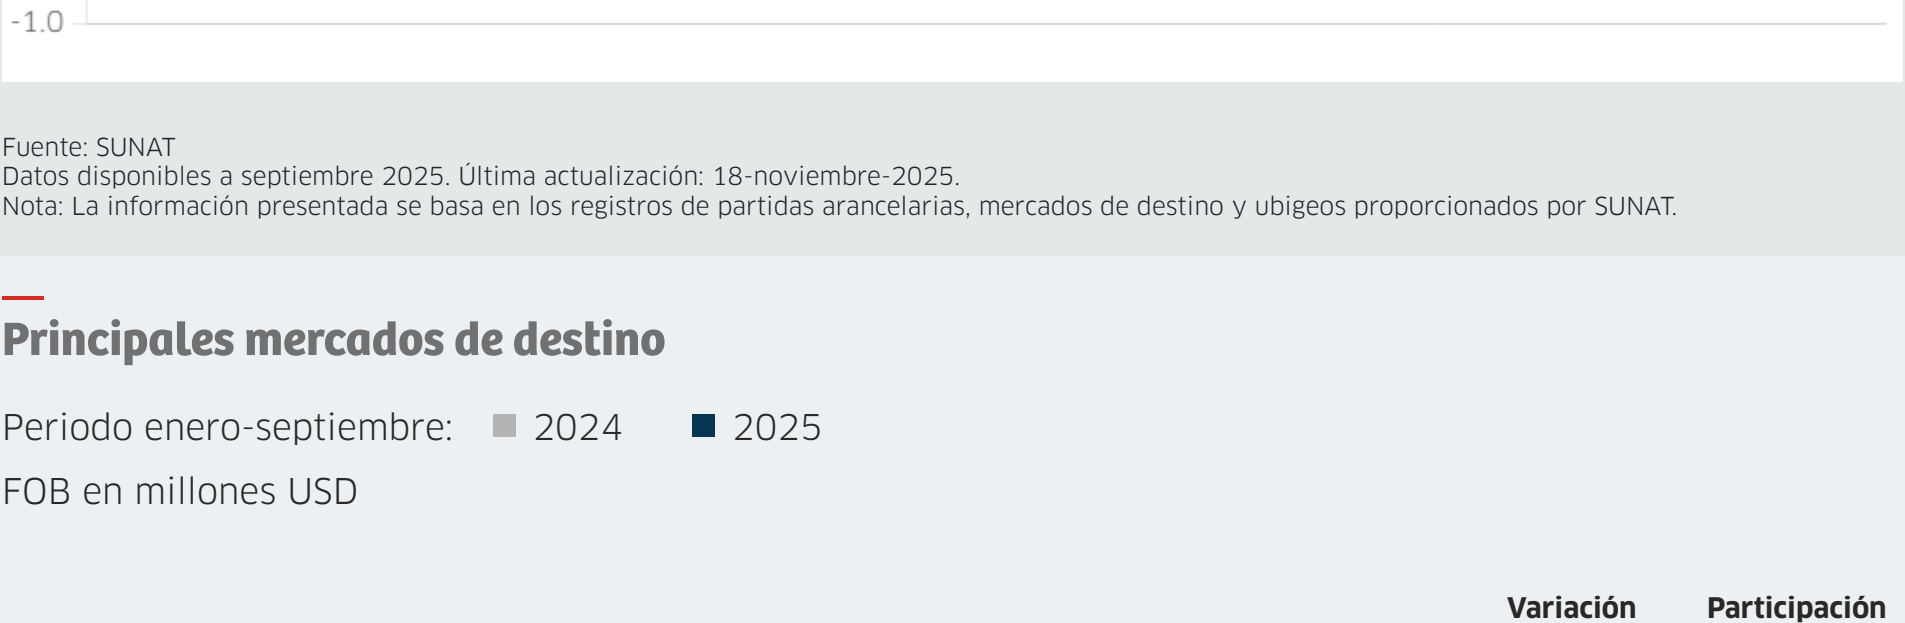 -1.0
Fuente: SUNAT
Datos disponibles a septiembre 2025. Última actualización: 18-noviembre-2025.
Nota: La información presentada se basa en los registros de partidas arancelarias, mercados de destino y ubigeos proporcionados por SUNAT.
Principales mercados de destino
Periodo enero-septiembre: 2024 2025
FOB en millones USD
Variación Participación